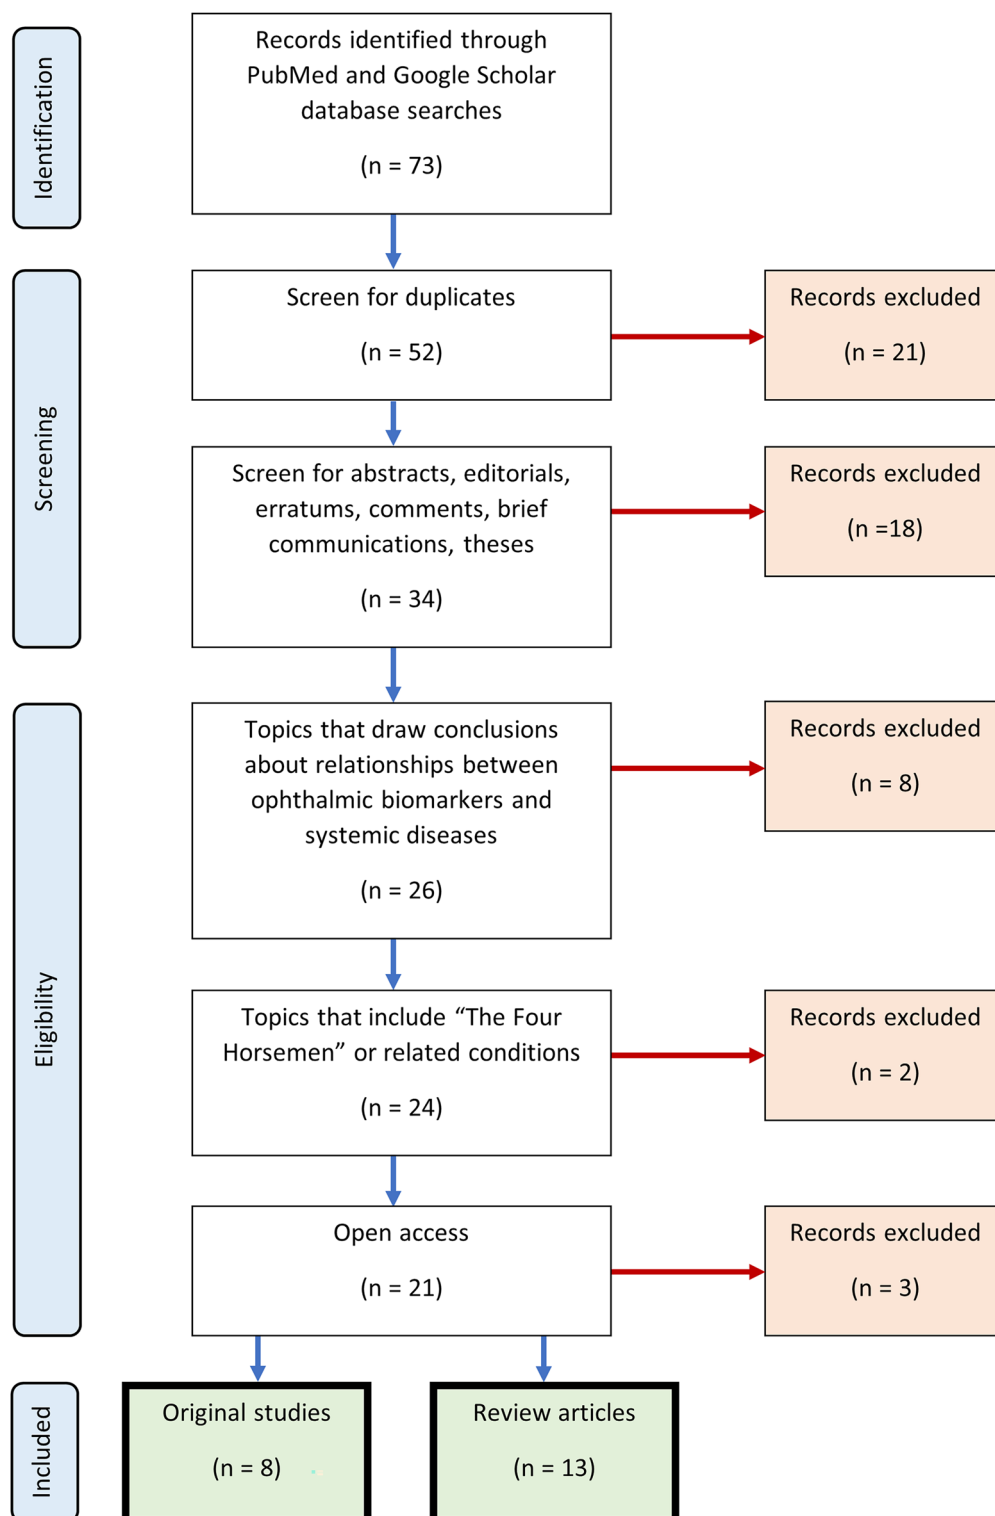 Identification
Records identified through
PubMed and Google Scholar
database searches
(n = 73)
Screening
Screen for duplicates
(n = 52)
Records excluded
(n = 21)
Screen for abstracts, editorials,
erratums, comments, brief
communications, theses
(n = 34)
Records excluded
(n =18)
Eligibility
Topics that draw conclusions
about relationships between
ophthalmic biomarkers and
systemic diseases
(n = 26)
Records excluded
(n = 8)
Topics that include “The Four
Horsemen” or related conditions
(n = 24)
Records excluded
(n = 2)
Open access
(n = 21)
Records excluded
(n = 3)
Included
Original studies
(n = 8)
Review articles
(n = 13)